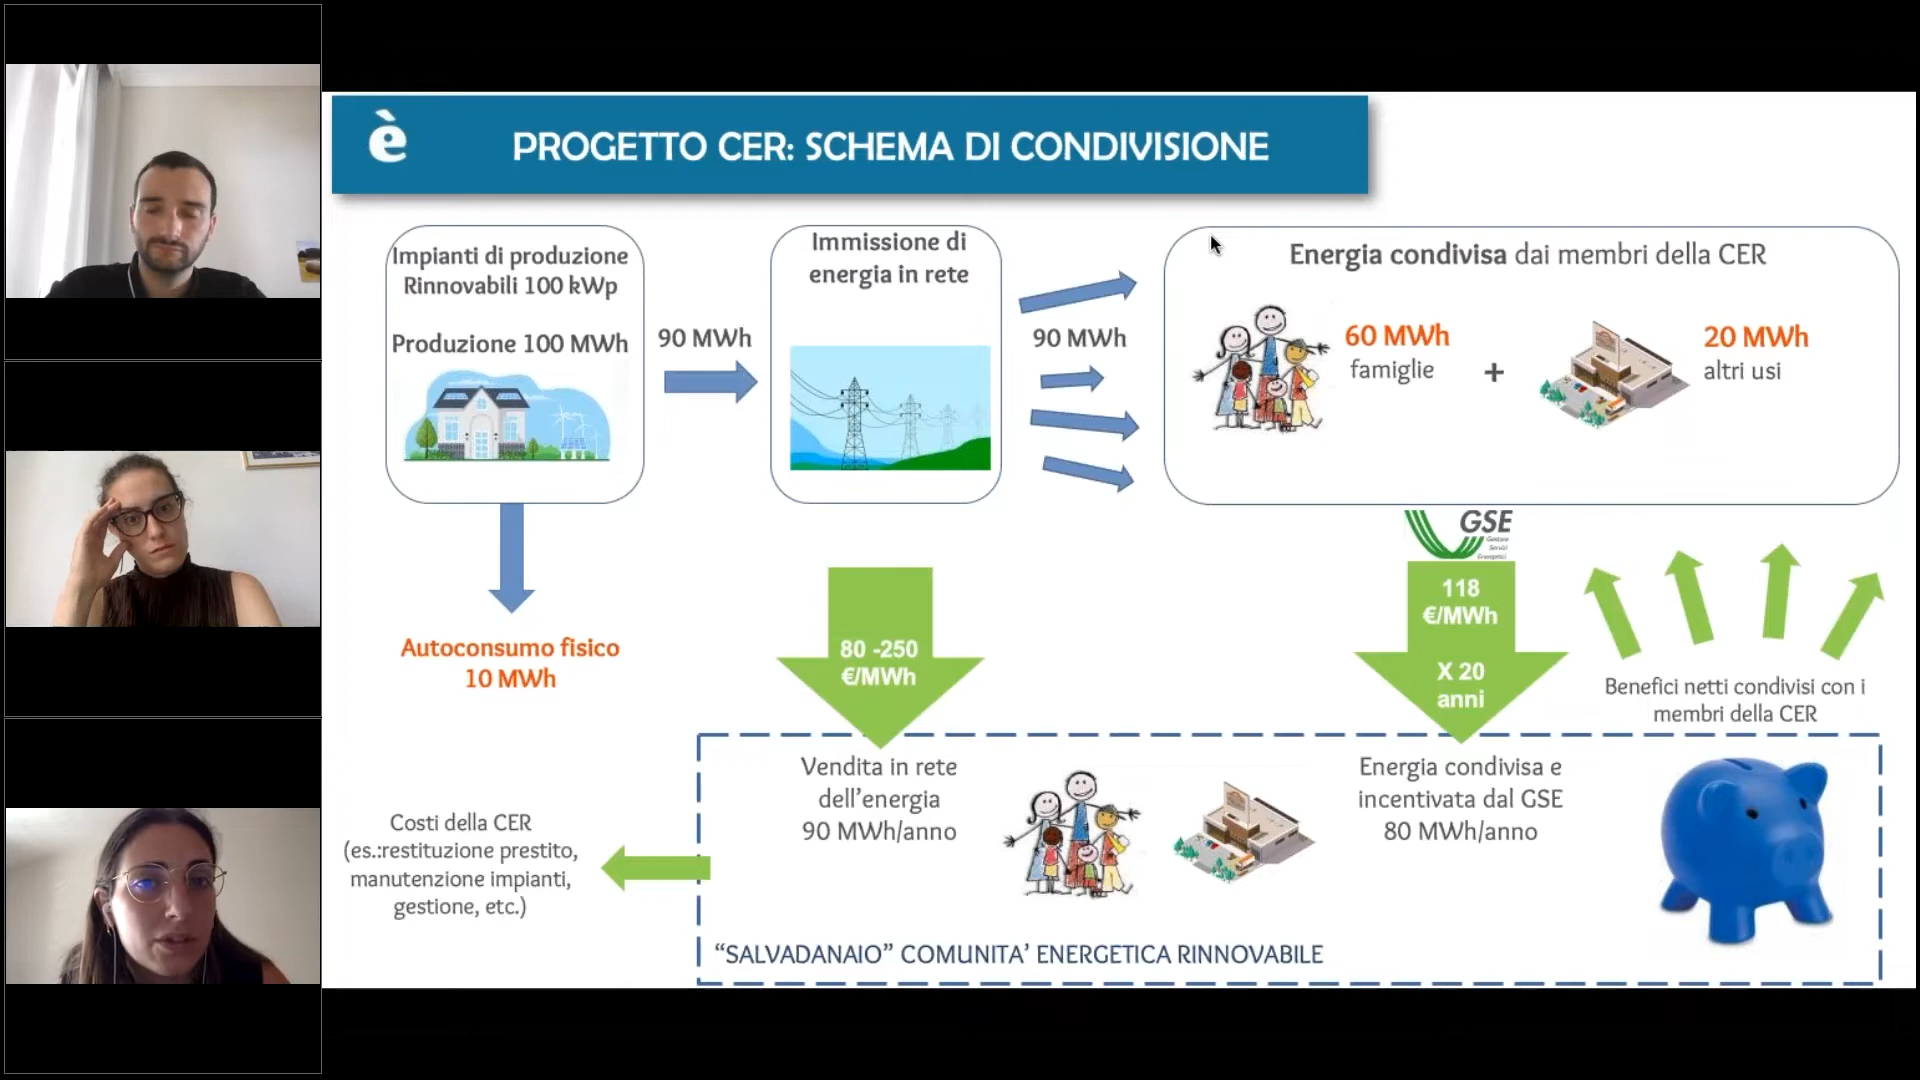 è
PROGETTO CER: SCHEMA DI CONDIVISIONE
Impianti di produzione
Rinnovabili 100 kWp
Produzione 100 MWh
90 MWh
Immissione di
energia in rete
90 MWh
Energia condivisa dai membri della CER
60 MWh
famiglie
+
20 MWh
altri usi
Autoconsumo fisico
10 MWh
80 -250
€/MWh
GSE
Gestore
Servizi
Energetici
118
€/MWh
X 20
anni
Benefici netti condivisi con i
membri della CER
Costi della CER
(es.:restituzione prestito,
manutenzione impianti,
gestione, etc.)
Vendita in rete
dell’energia
90 MWh/anno
Energia condivisa e
incentivata dal GSE
80 MWh/anno
“SALVADANAIO” COMUNITA’ ENERGETICA RINNOVABILE